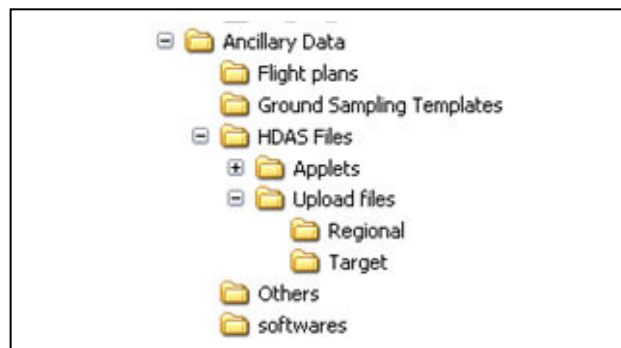 Ancillary Data
Flight plans
Ground Sampling Templates
HDAS Files
Applets
Upload files
Regional
Target
Others
softwares